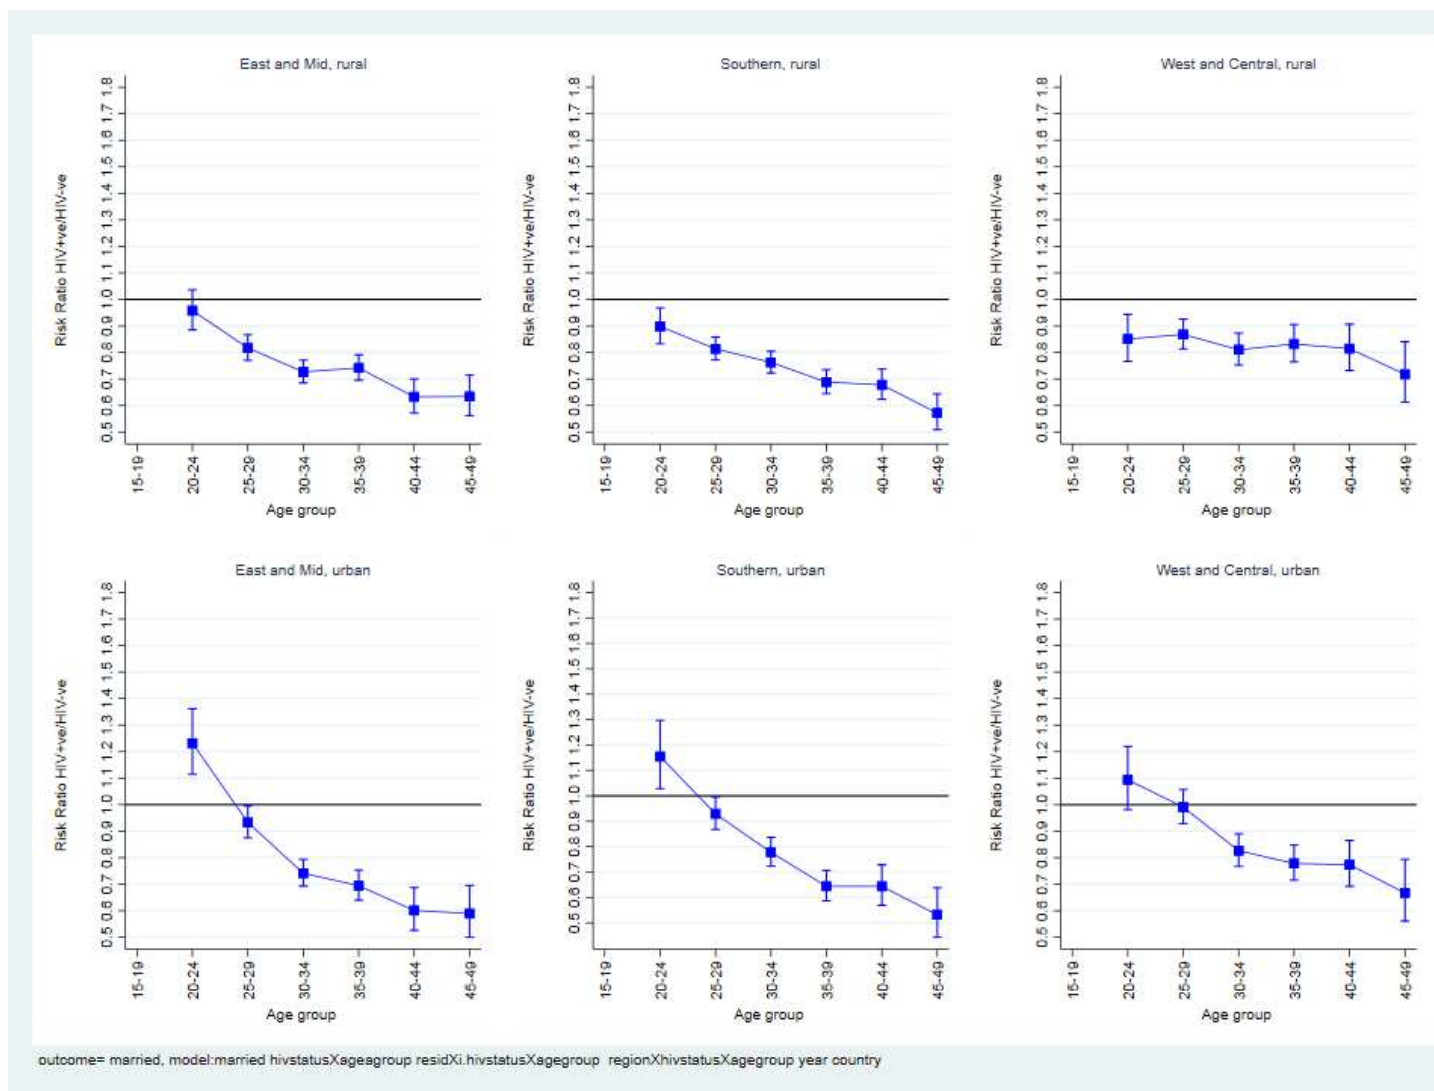 East and Mid, rural
Risk Ratio HIV+ve/HIV-ve
0.5 0.6 0.7 0.8 0.9 1.0 1.1 1.2 1.3 1.4 1.5 1.6 1.7 1.8
15-19 20-24 25-29 30-34 35-39 40-44 45-49
Age group
Southern, rural
Risk Ratio HIV+ve/HIV-ve
0.5 0.6 0.7 0.8 0.9 1.0 1.1 1.2 1.3 1.4 1.5 1.6 1.7 1.8
15-19 20-24 25-29 30-34 35-39 40-44 45-49
Age group
West and Central, rural
Risk Ratio HIV+ve/HIV-ve
0.5 0.6 0.7 0.8 0.9 1.0 1.1 1.2 1.3 1.4 1.5 1.6 1.7 1.8
15-19 20-24 25-29 30-34 35-39 40-44 45-49
Age group
East and Mid, urban
Risk Ratio HIV+ve/HIV-ve
0.5 0.6 0.7 0.8 0.9 1.0 1.1 1.2 1.3 1.4 1.5 1.6 1.7 1.8
15-19 20-24 25-29 30-34 35-39 40-44 45-49
Age group
Southern, urban
Risk Ratio HIV+ve/HIV-ve
0.5 0.6 0.7 0.8 0.9 1.0 1.1 1.2 1.3 1.4 1.5 1.6 1.7 1.8
15-19 20-24 25-29 30-34 35-39 40-44 45-49
Age group
West and Central, urban
Risk Ratio HIV+ve/HIV-ve
0.5 0.6 0.7 0.8 0.9 1.0 1.1 1.2 1.3 1.4 1.5 1.6 1.7 1.8
15-19 20-24 25-29 30-34 35-39 40-44 45-49
Age group
outcome= married, model:married hivstatusXageagroup residXi.hivstatusXagegroup regionXhivstatusXagegroup year country